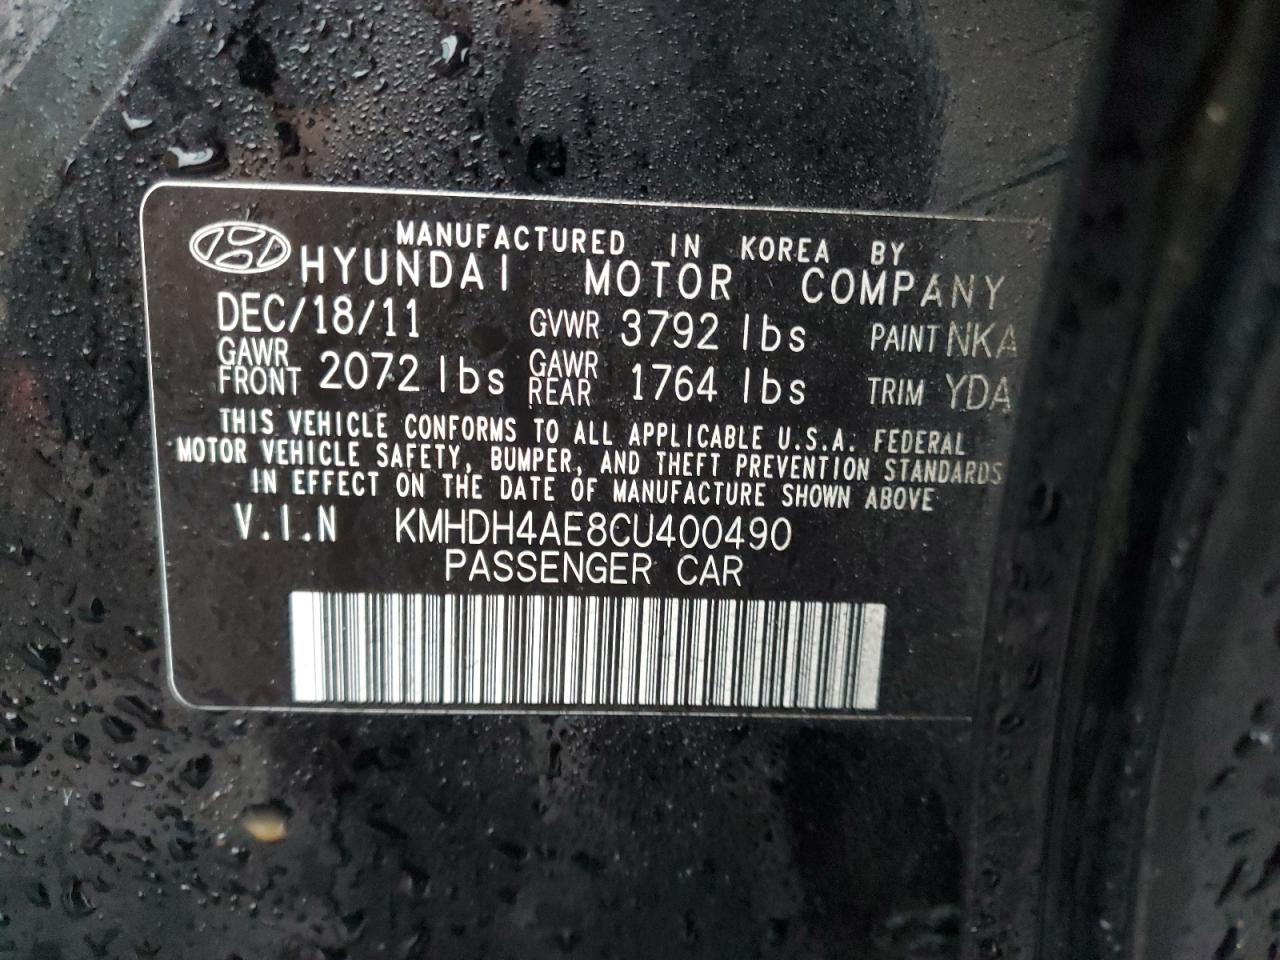 MANUFACTURED IN KOREA BY
HYUNDAI MOTOR COMPANY
DEC/18/11 GVWR 3792 lbs PAINT NKA
GAWR FRONT 2072 lbs GAWR REAR 1764 lbs TRIM YDA
THIS VEHICLE CONFORMS TO ALL APPLICABLE U.S.A. FEDERAL
MOTOR VEHICLE SAFETY, BUMPER, AND THEFT PREVENTION STANDARDS
IN EFFECT ON THE DATE OF MANUFACTURE SHOWN ABOVE
V.I.N KMHDH4AE8CU400490
PASSENGER CAR